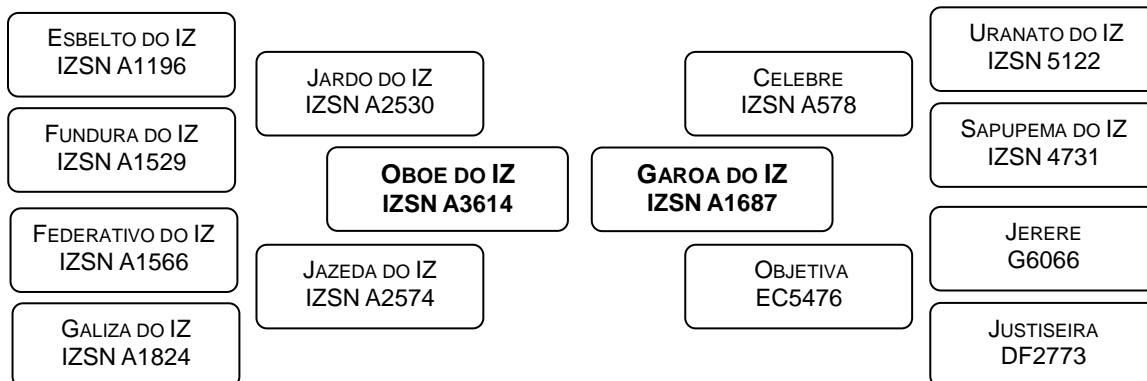 ESBELTO DO IZ
IZSN A1196
JARDO DO IZ
IZSN A2530
FUNDURA DO IZ
IZSN A1529
OBOE DO IZ
IZSN A3614
FEDERATIVO DO IZ
IZSN A1566
JAZEDA DO IZ
IZSN A2574
GALIZA DO IZ
IZSN A1824
URANATO DO IZ
IZSN 5122
CELEBRE
IZSN A578
SAPUPEMA DO IZ
IZSN 4731
GAROA DO IZ
IZSN A1687
JERERE
G6066
OBJETIVA
EC5476
JUSTISEIRA
DF2773